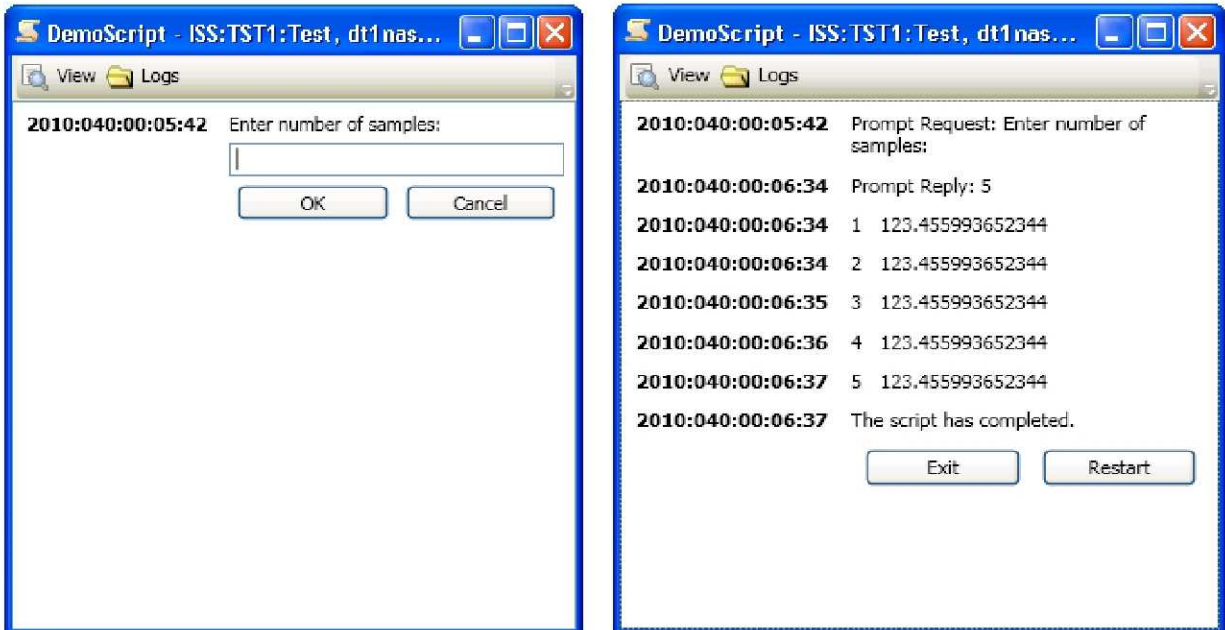 DemoScript - ISS:TST1:Test, dt1nas...
View Logs
2010:040:00:05:42 Enter number of samples:
OK Cancel
DemoScript - ISS:TST1:Test, dt1nas...
View Logs
2010:040:00:05:42 Prompt Request: Enter number of
samples:
2010:040:00:06:34 Prompt Reply: 5
2010:040:00:06:34 1 123.455993652344
2010:040:00:06:34 2 123.455993652344
2010:040:00:06:35 3 123.455993652344
2010:040:00:06:36 4 123.455993652344
2010:040:00:06:37 5 123.455993652344
2010:040:00:06:37 The script has completed.
Exit Restart